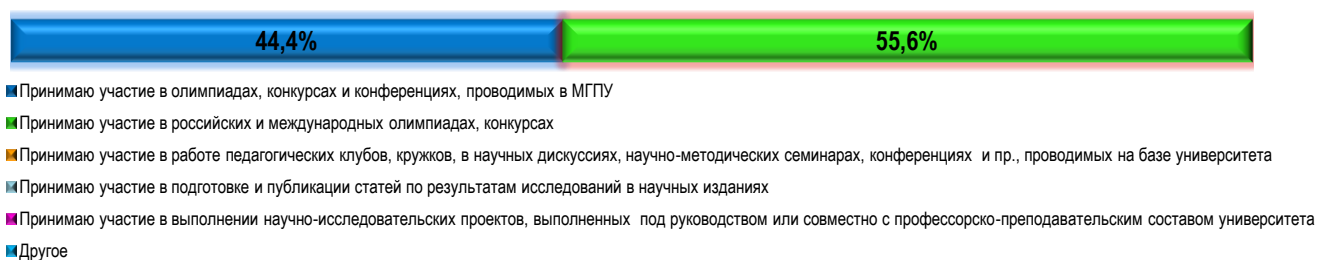 44,4% 55,6%
Принимаю участие в олимпиадах, конкурсах и конференциях, проводимых в МГПУ
Принимаю участие в российских и международных олимпиадах, конкурсах
Принимаю участие в работе педагогических клубов, кружков, в научных дискуссиях, научно-методических семинарах, конференциях и пр., проводимых на базе университета
Принимаю участие в подготовке и публикации статей по результатам исследований в научных изданиях
Принимаю участие в выполнении научно-исследовательских проектов, выполненных под руководством или совместно с профессорско-преподавательским составом университета
Другое